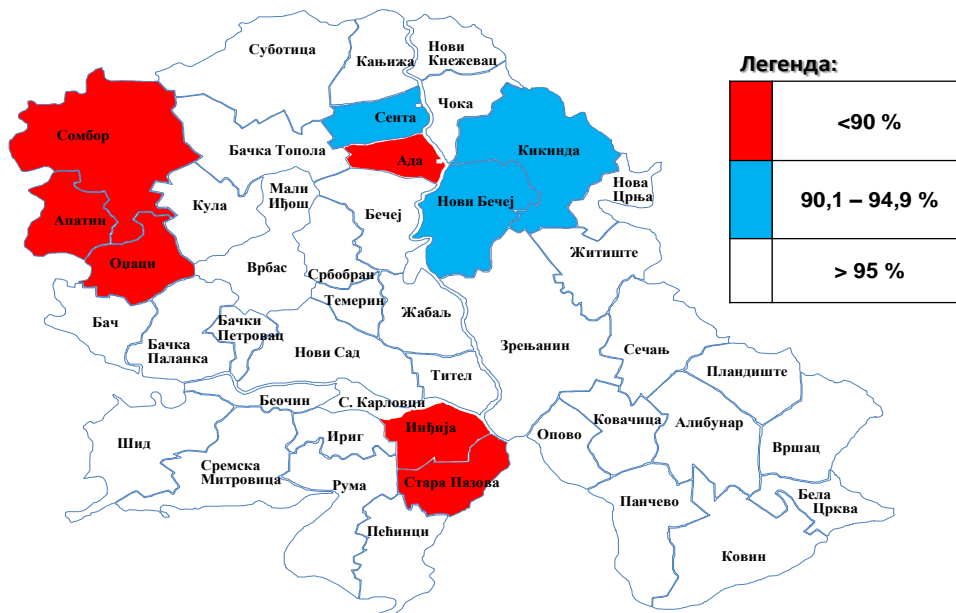 Суботица
Кањижа
Нови
Кнежевац
Чока
Сента
Сомбор
Ада
Бачка Топола
Кикинда
Мали
Иђош
Кула
Нова
Црња
Апатин
Бечеј
Нови Бечеј
Оџаци
Врбас
Србобран
Житиште
Темерин
Жабаљ
Бач
Бачки
Петровац
Бачка
Паланка
Нови Сад
Зрењанин
Сечањ
Тител
Пландиште
Беочин
С. Карловци
Инђија
Ириг
Шид
Опово
Ковачица
Алибунар
Вршац
Сремска
Митровица
Рума
Стара Пазова
Панчево
Бела
Црква
Пећинци
Ковин
Легенда:
<90 %
90,1 – 94,9 %
> 95 %